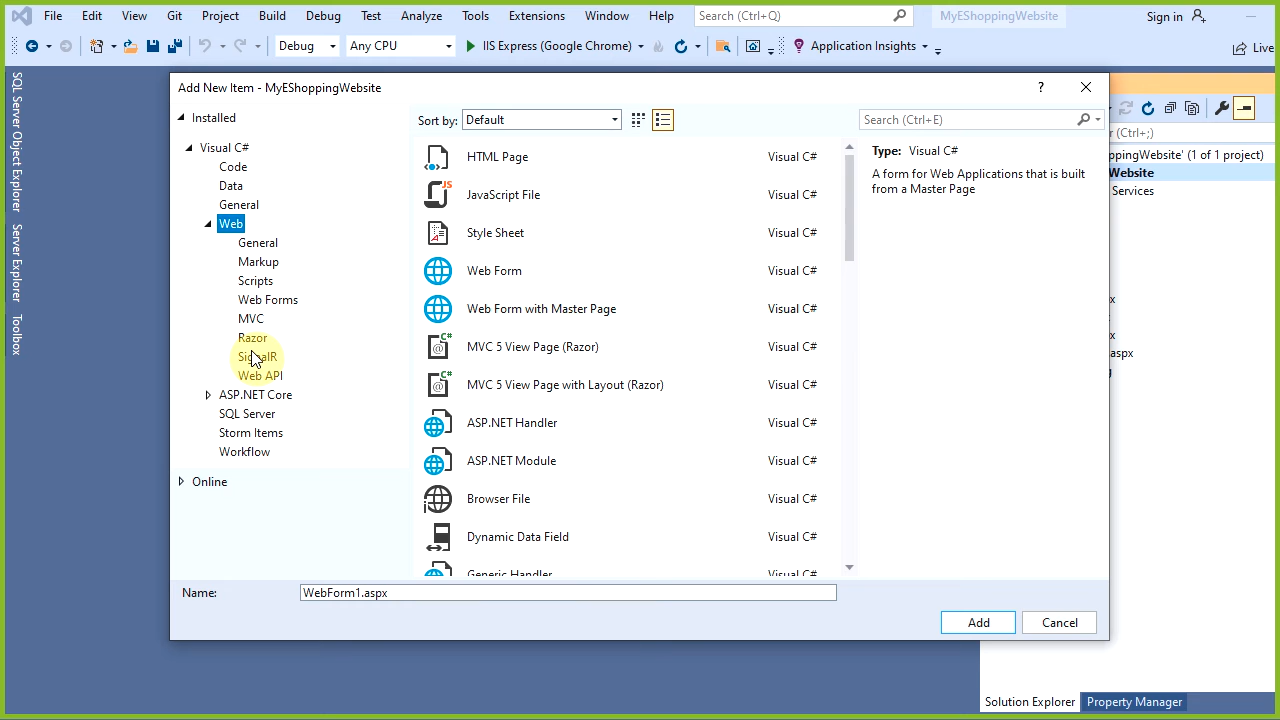 File Edit View Git Project Build Debug Test Analyze Tools Extensions Window Help Search (Ctrl+Q) MyEShoppingWebsite Sign in
Debug Any CPU IIS Express (Google Chrome) Application Insights
Live
SQL Server Object Explorer
Server Explorer
Toolbox
Add New Item - MyEShoppingWebsite ?
Installed
Sort by: Default
Search (Ctrl+E)
Visual C#
Code
Data
General
Web
General
Markup
Scripts
Web Forms
MVC
Razor
SignalR
Web API
ASP.NET Core
SQL Server
Storm Items
Workflow
Online
HTML Page Visual C#
JavaScript File Visual C#
Style Sheet Visual C#
Web Form Visual C#
Web Form with Master Page Visual C#
MVC 5 View Page (Razor) Visual C#
MVC 5 View Page with Layout (Razor) Visual C#
ASP.NET Handler Visual C#
ASP.NET Module Visual C#
Browser File Visual C#
Dynamic Data Field Visual C#
Generic Handler Visual C#
Type: Visual C#
A form for Web Applications that is built
from a Master Page
Name: WebForm1.aspx
Add Cancel
r (Ctrl+;)
ppingWebsite' (1 of 1 project)
Website
Services
x
x
aspx
Solution Explorer Property Manager